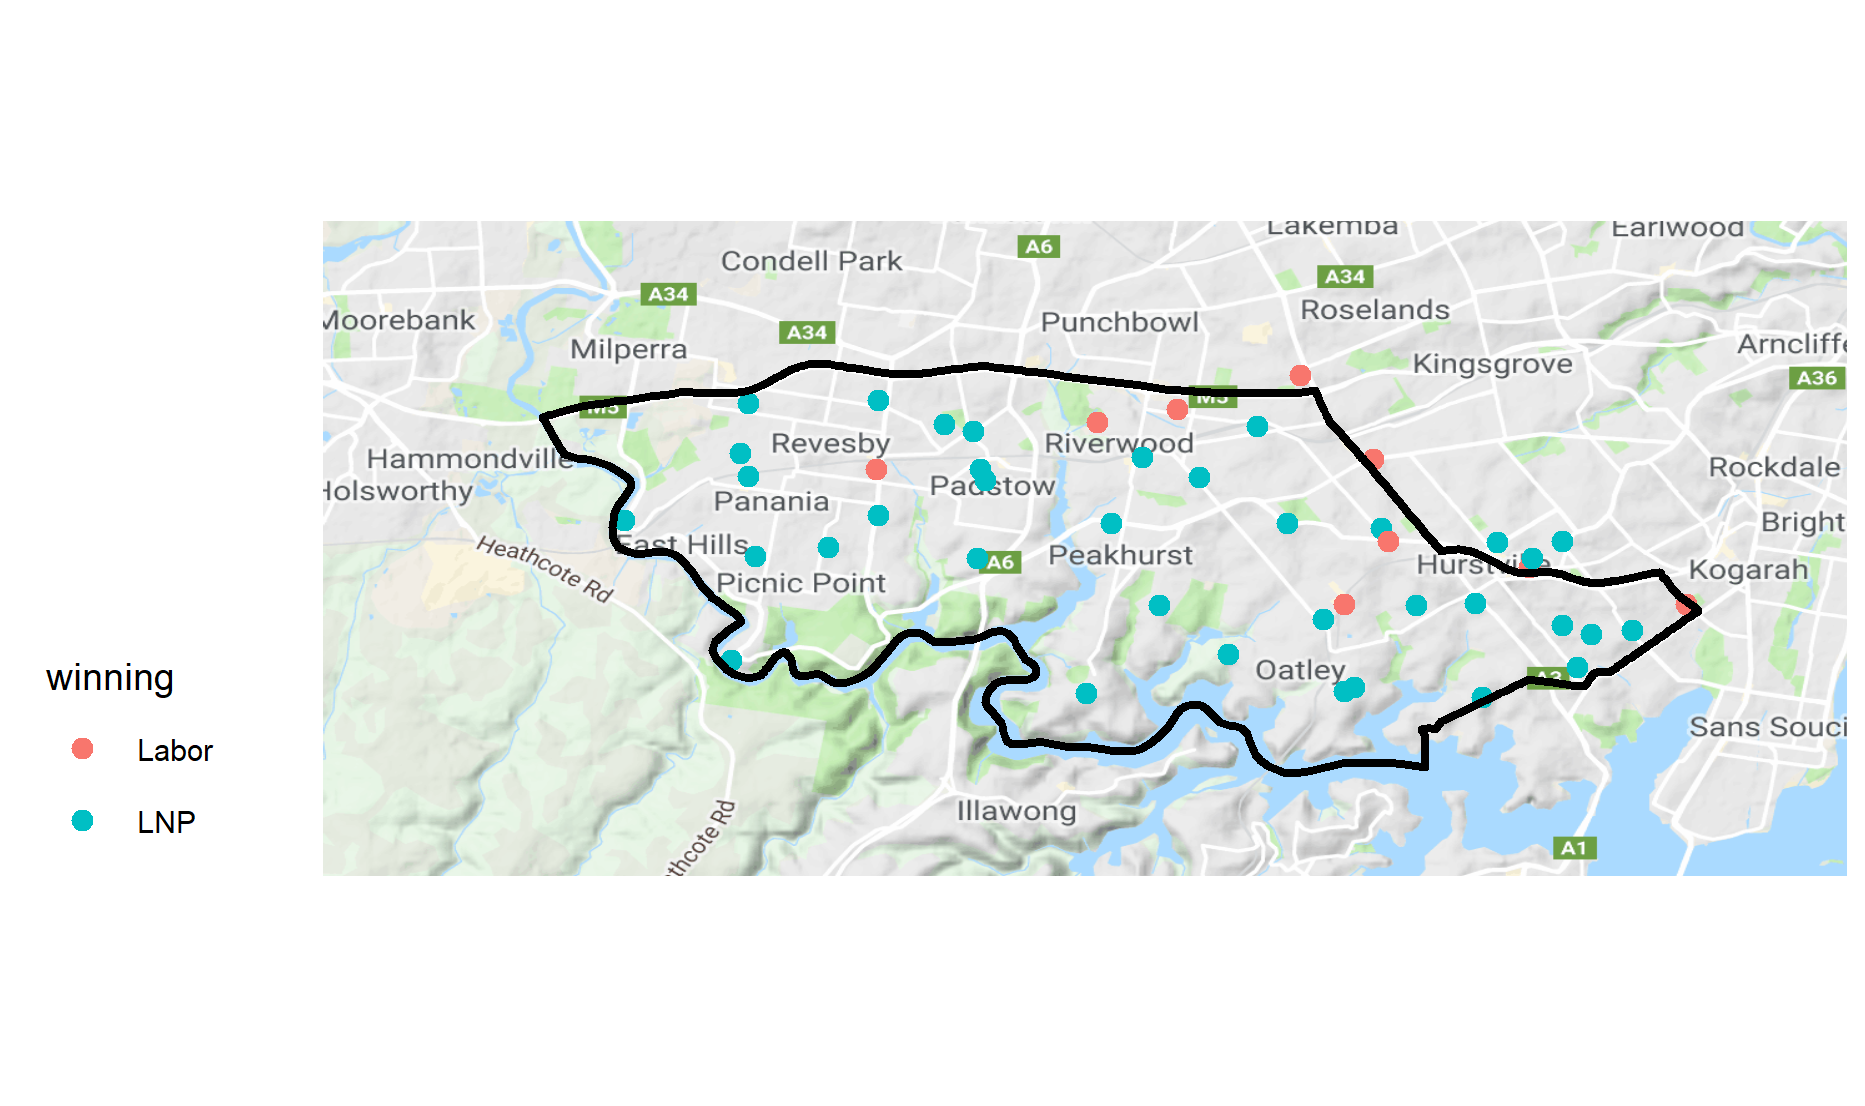 Lakemba
Earlwood
A6
Condell Park
A34
A34
Roselands
Moorebank
Punchbowl
A34
Arncliffe
Milperra
Kingsgrove
A36
M5
M5
Revesby
Riverwood
Hammondville
Rockdale
Holsworthy
Padstow
Panania
Bright
East Hills
Heathcote Rd
Peakhurst
A6
Hurstville
Kogarah
Picnic Point
Oatley
A3
winning
Sans Souci
Labor
LNP
Illawong
thcote Rd
A1